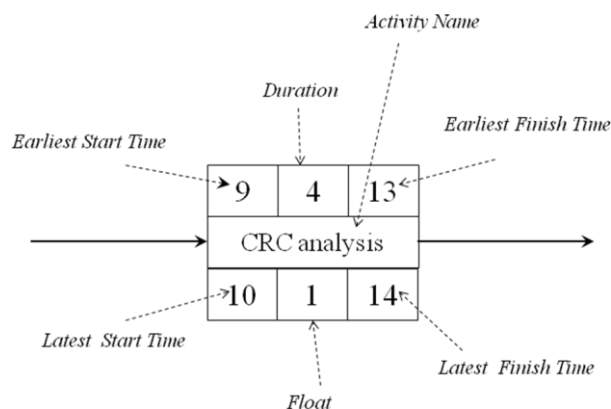 Activity Name
Duration
Earliest Start Time
Earliest Finish Time
9 4 13
CRC analysis
10 1 14
Latest Start Time
Latest Finish Time
Float